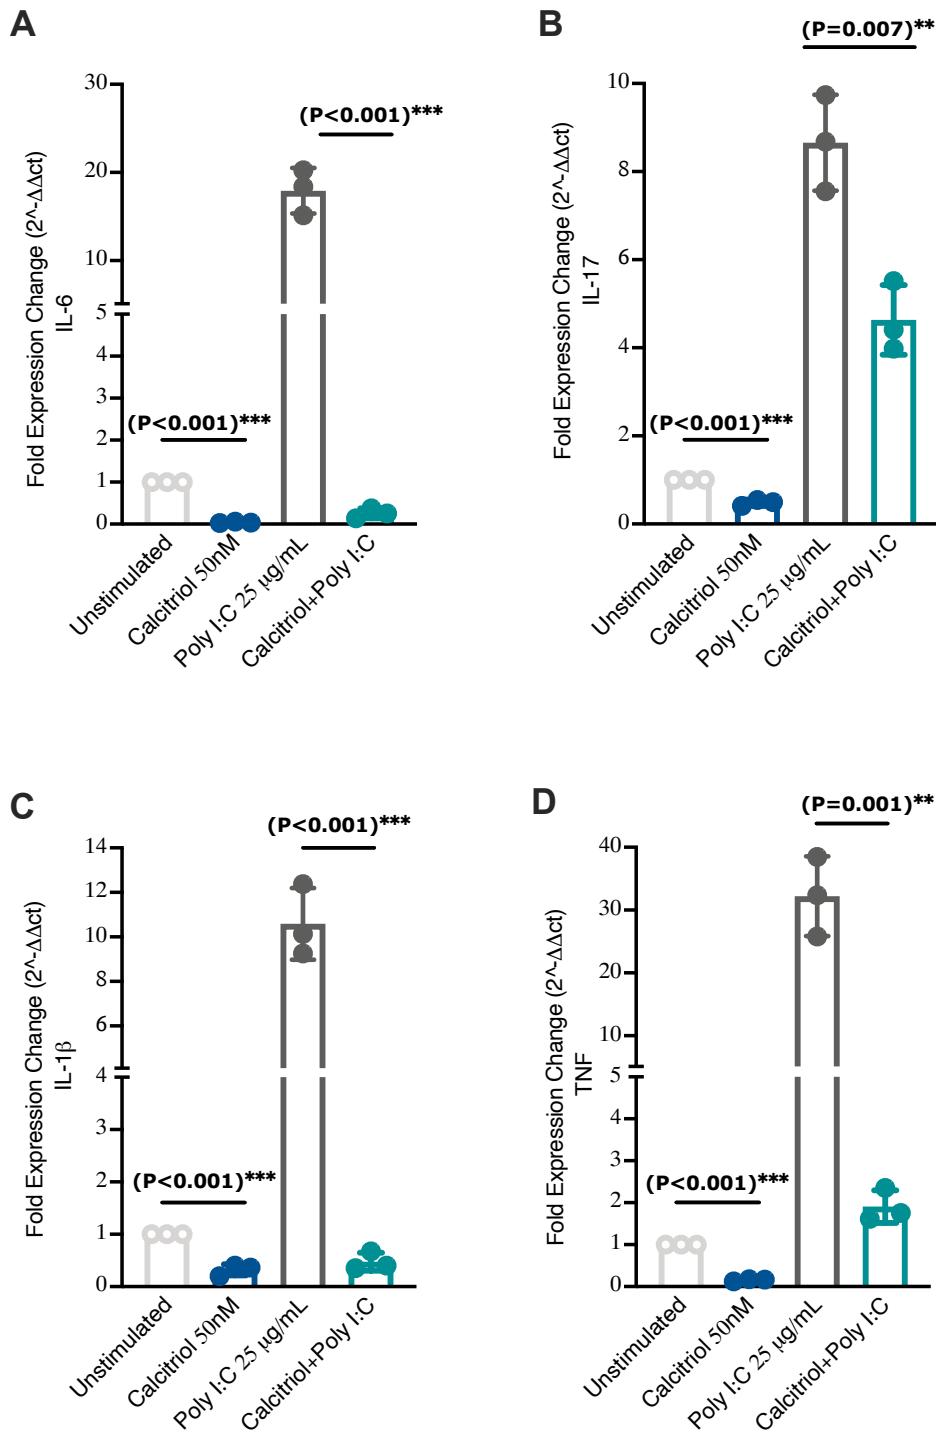 A
(P<0.001)***
30
20
10
5
4
3
2
1
0
(P<0.001)***
Fold Expression Change (2^-ΔΔct)
IL-6
Unstimulated
Calcitriol 50nM
Poly I:C 25 µg/mL
Calcitriol+Poly I:C
B
(P=0.007)**
10
8
6
4
2
0
(P<0.001)***
Fold Expression Change (2^-ΔΔct)
IL-17
Unstimulated
Calcitriol 50nM
Poly I:C 25 µg/mL
Calcitriol+Poly I:C
C
(P<0.001)***
14
12
10
8
6
4
3
2
1
0
(P<0.001)***
Fold Expression Change (2^-ΔΔct)
IL-1β
Unstimulated
Calcitriol 50nM
Poly I:C 25 µg/mL
Calcitriol+Poly I:C
D
(P=0.001)**
40
30
20
10
5
4
3
2
1
0
(P<0.001)***
Fold Expression Change (2^-ΔΔct)
TNF
Unstimulated
Calcitriol 50nM
Poly I:C 25 µg/mL
Calcitriol+Poly I:C